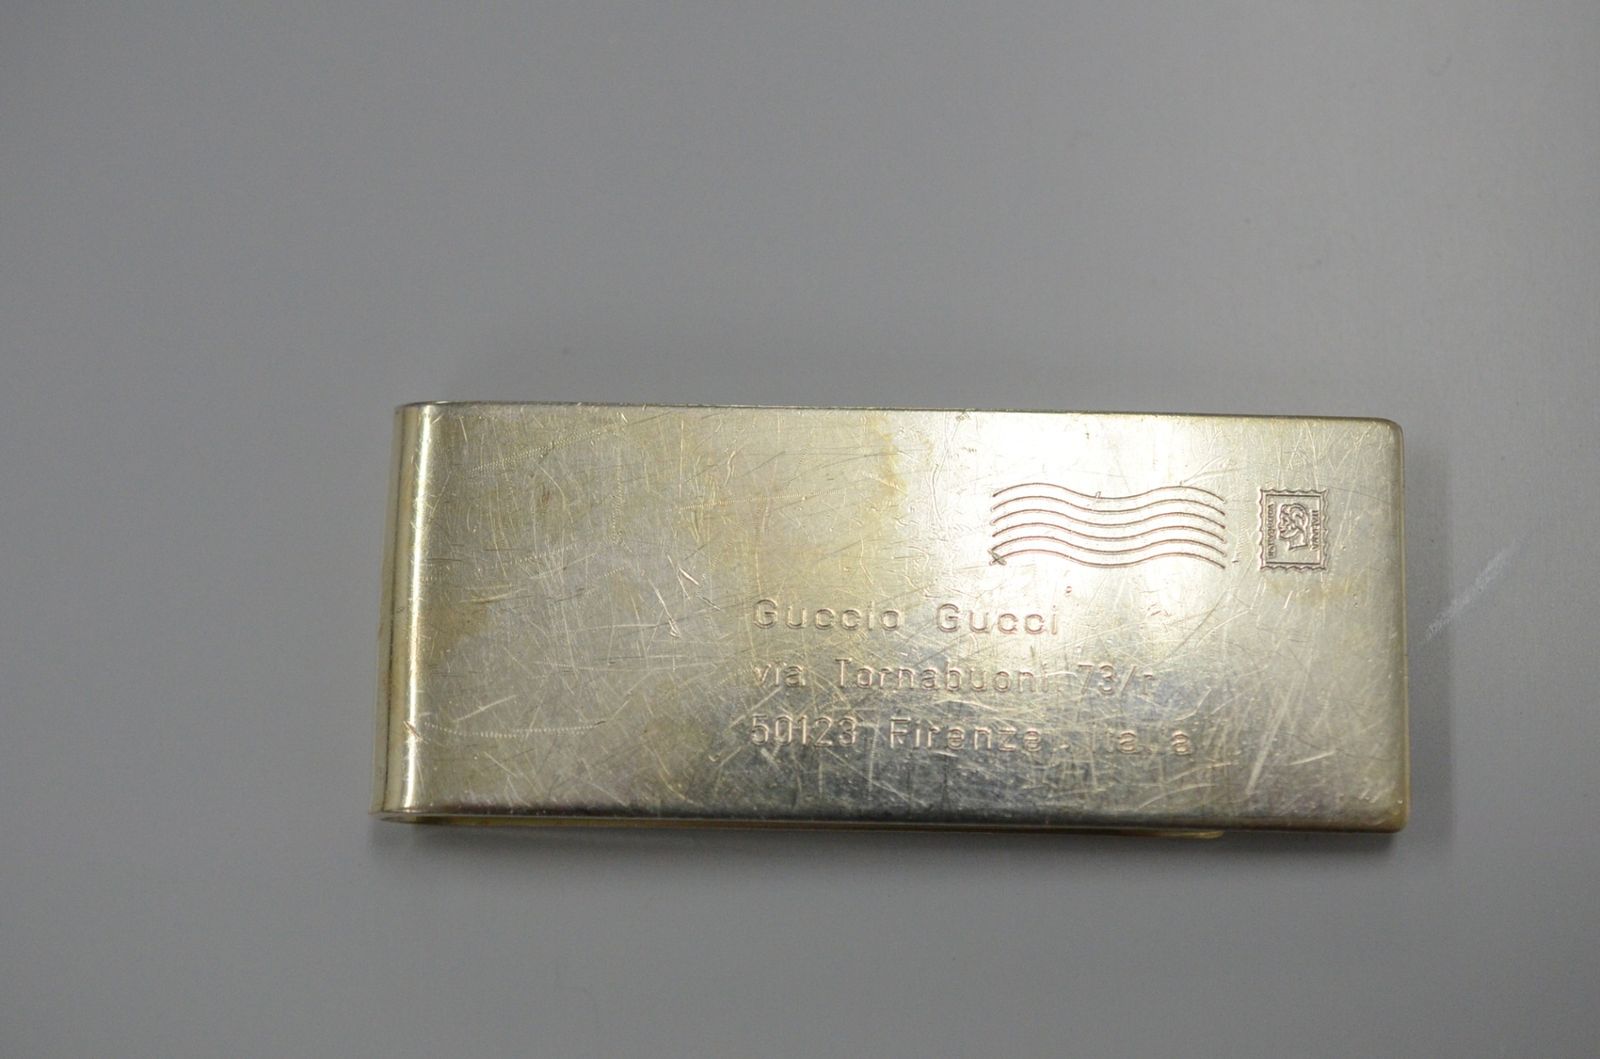 Guccio Gucci
via Tornabuoni, 73/r
50123 Firenze